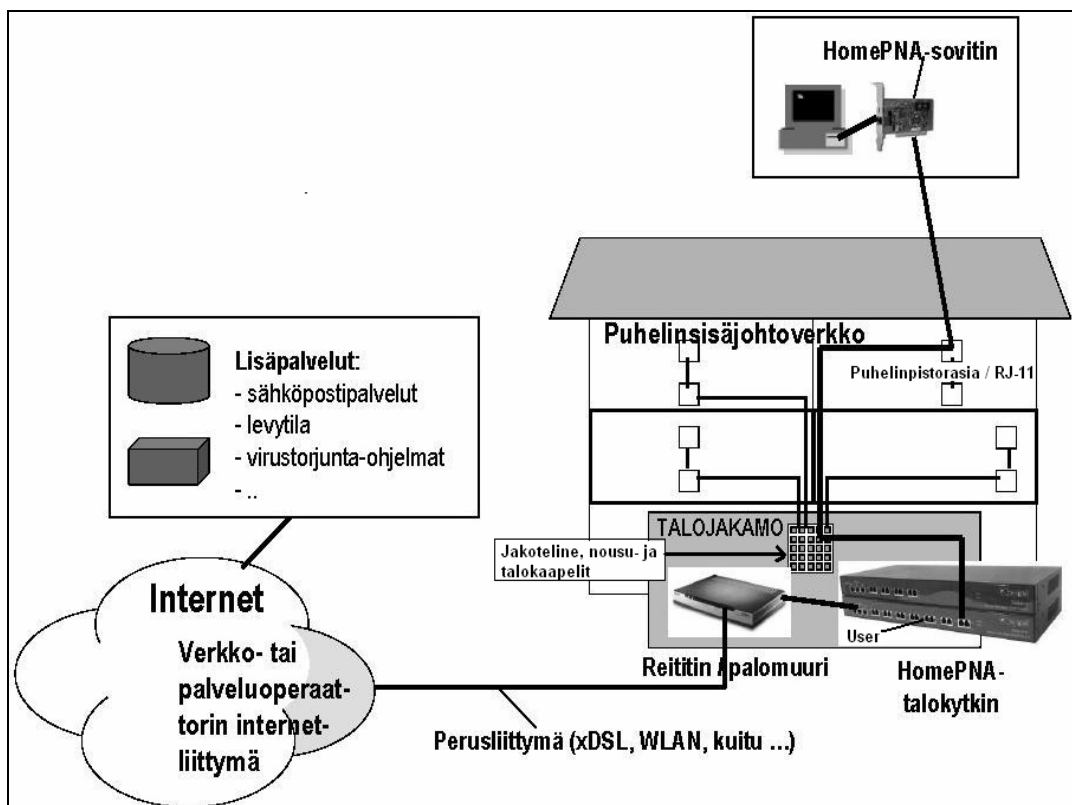 HomePNA-sovitin
Puhelinsisäjohtoverkko
Puhelinpistorasia / RJ-11
Lisäpalvelut:
- sähköpostipalvelut
- levytila
- virustorjunta-ohjelmat
- ..
TALOJAKAMO
Jakoteline, nousu- ja
talokaapelit
User
Reititin /palomuuri
HomePNA-
talokytkin
Internet
Verkko- tai
palveluoperaat-
torin internet-
liittymä
Perusliittymä (xDSL, WLAN, kuitu ...)